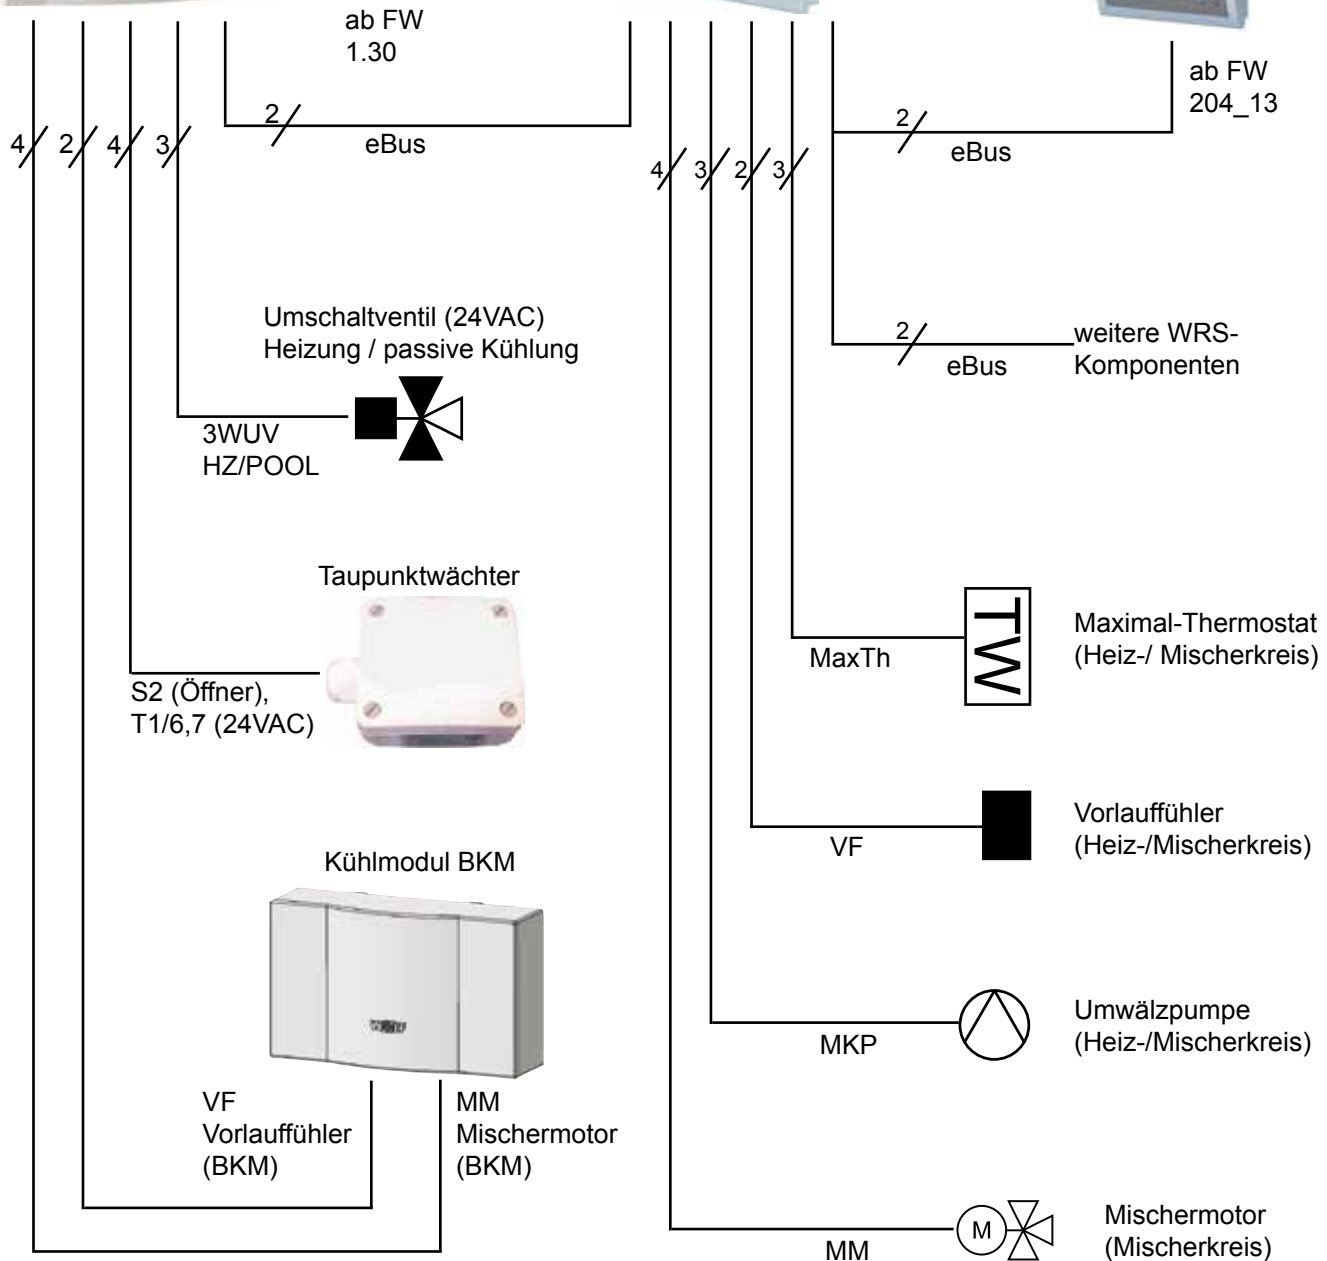 ab FW
1.30
ab FW
204_13
4
2
4
3
2
eBus
4
3
2
3
2
eBus
Umschaltventil (24VAC)
Heizung / passive Kühlung
3WUV
HZ/POOL
2
eBus
weitere WRS-
Komponenten
Taupunktwächter
S2 (Öffner),
T1/6,7 (24VAC)
MaxTh
TW
Maximal-Thermostat
(Heiz-/ Mischerkreis)
VF
Vorlauffühler
(Heiz-/Mischerkreis)
Kühlmodul BKM
VF
Vorlauffühler
(BKM)
MM
Mischermotor
(BKM)
MKP
Umwälzpumpe
(Heiz-/Mischerkreis)
MM
M
Mischermotor
(Mischerkreis)